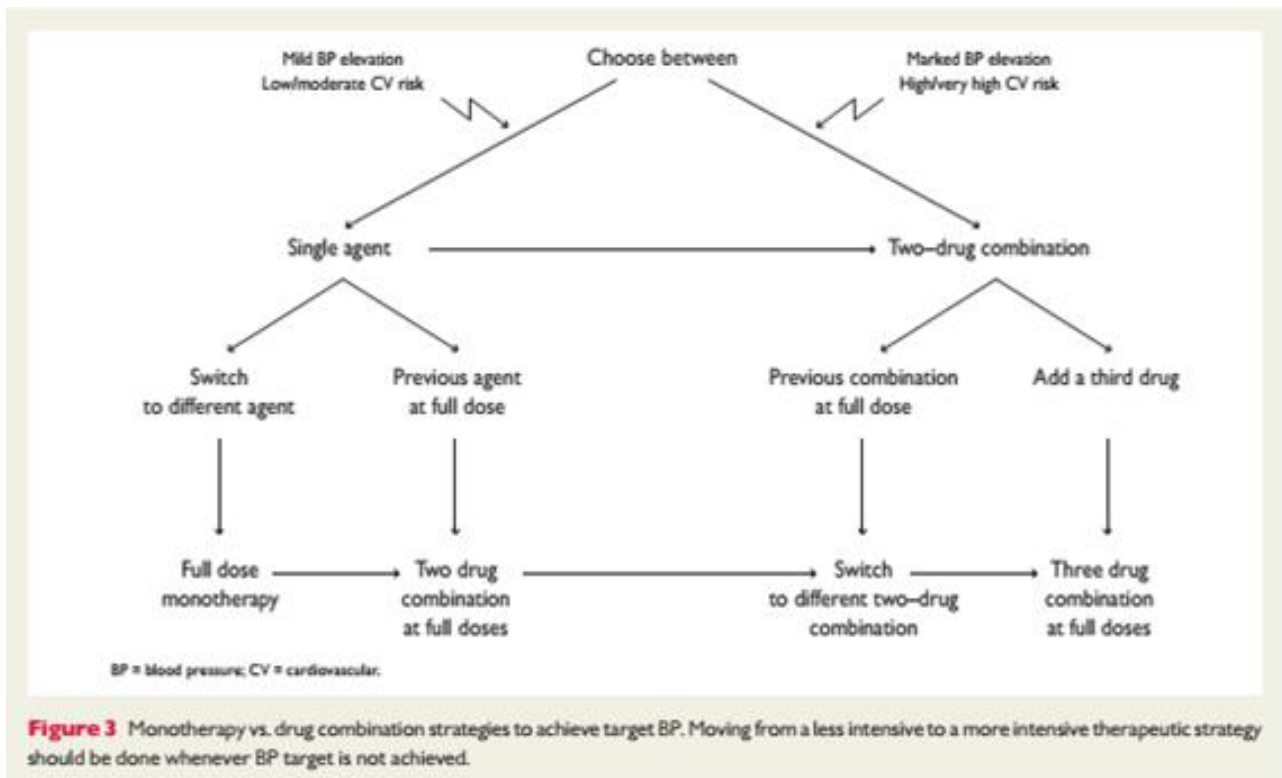 Mild BP elevation
Low/moderate CV risk
Choose between
Marked BP elevation
High/very high CV risk
Single agent
Two–drug combination
Switch
to different agent
Previous agent
at full dose
Previous combination
at full dose
Add a third drug
Full dose
monotherapy
Two drug
combination
at full doses
Switch
to different two–drug
combination
Three drug
combination
at full doses
BP = blood pressure; CV = cardiovascular.
Figure 3 Monotherapy vs. drug combination strategies to achieve target BP. Moving from a less intensive to a more intensive therapeutic strategy
should be done whenever BP target is not achieved.